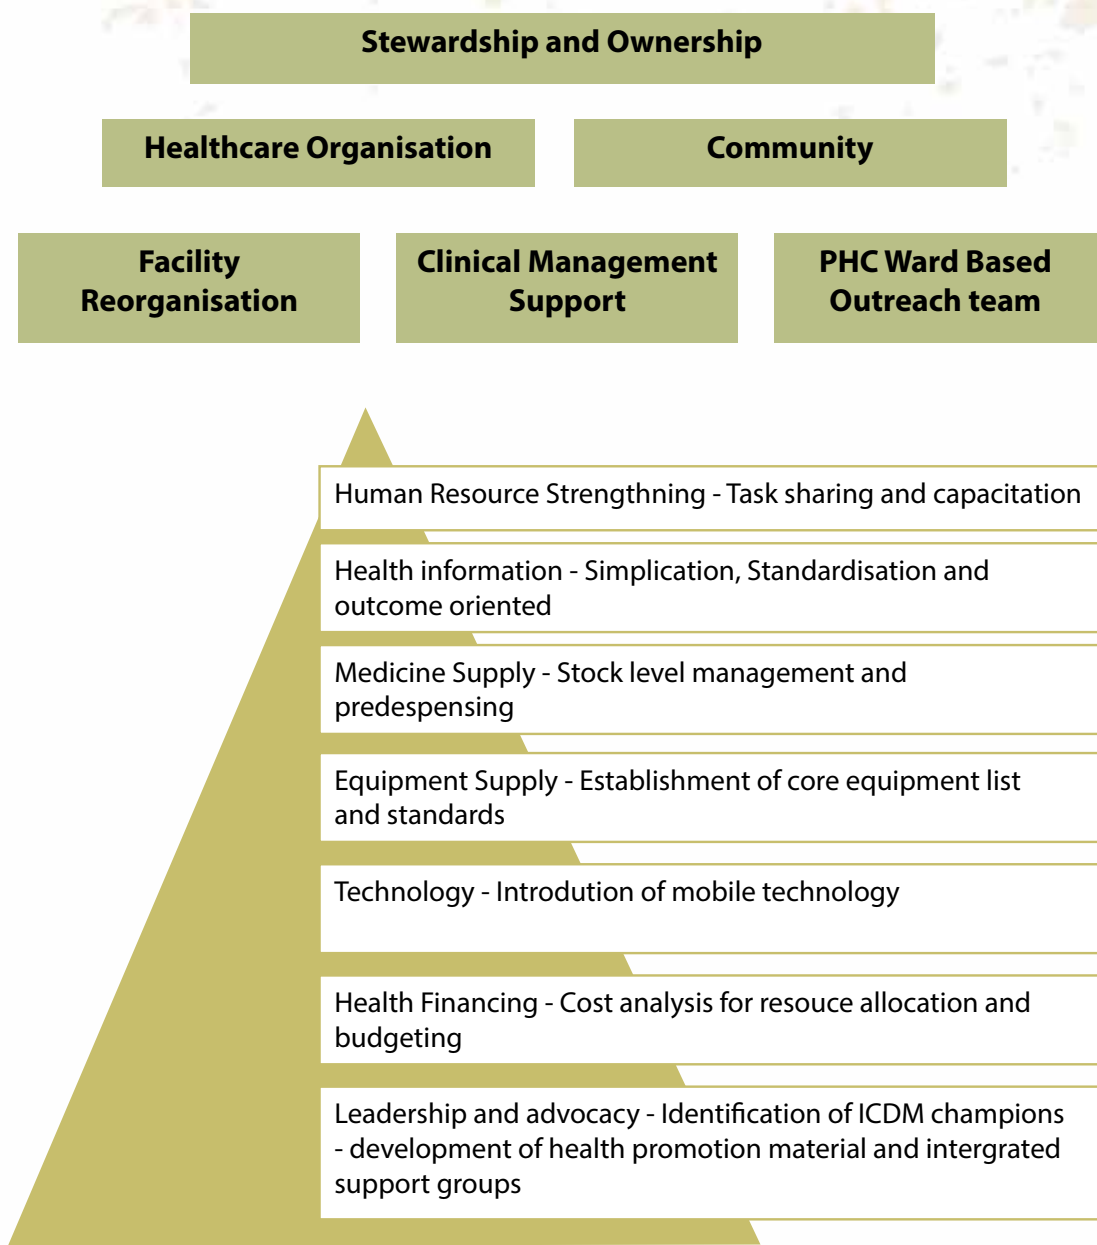 Stewardship and Ownership
Healthcare Organisation
Community
Facility
Reorganisation
Clinical Management
Support
PHC Ward Based
Outreach team
Human Resource Strengthning - Task sharing and capacitation
Health information - Simplication, Standardisation and
outcome oriented
Medicine Supply - Stock level management and
predespensing
Equipment Supply - Establishment of core equipment list
and standards
Technology - Introdution of mobile technology
Health Financing - Cost analysis for resouce allocation and
budgeting
Leadership and advocacy - Identification of ICDM champions
- development of health promotion material and intergrated
support groups